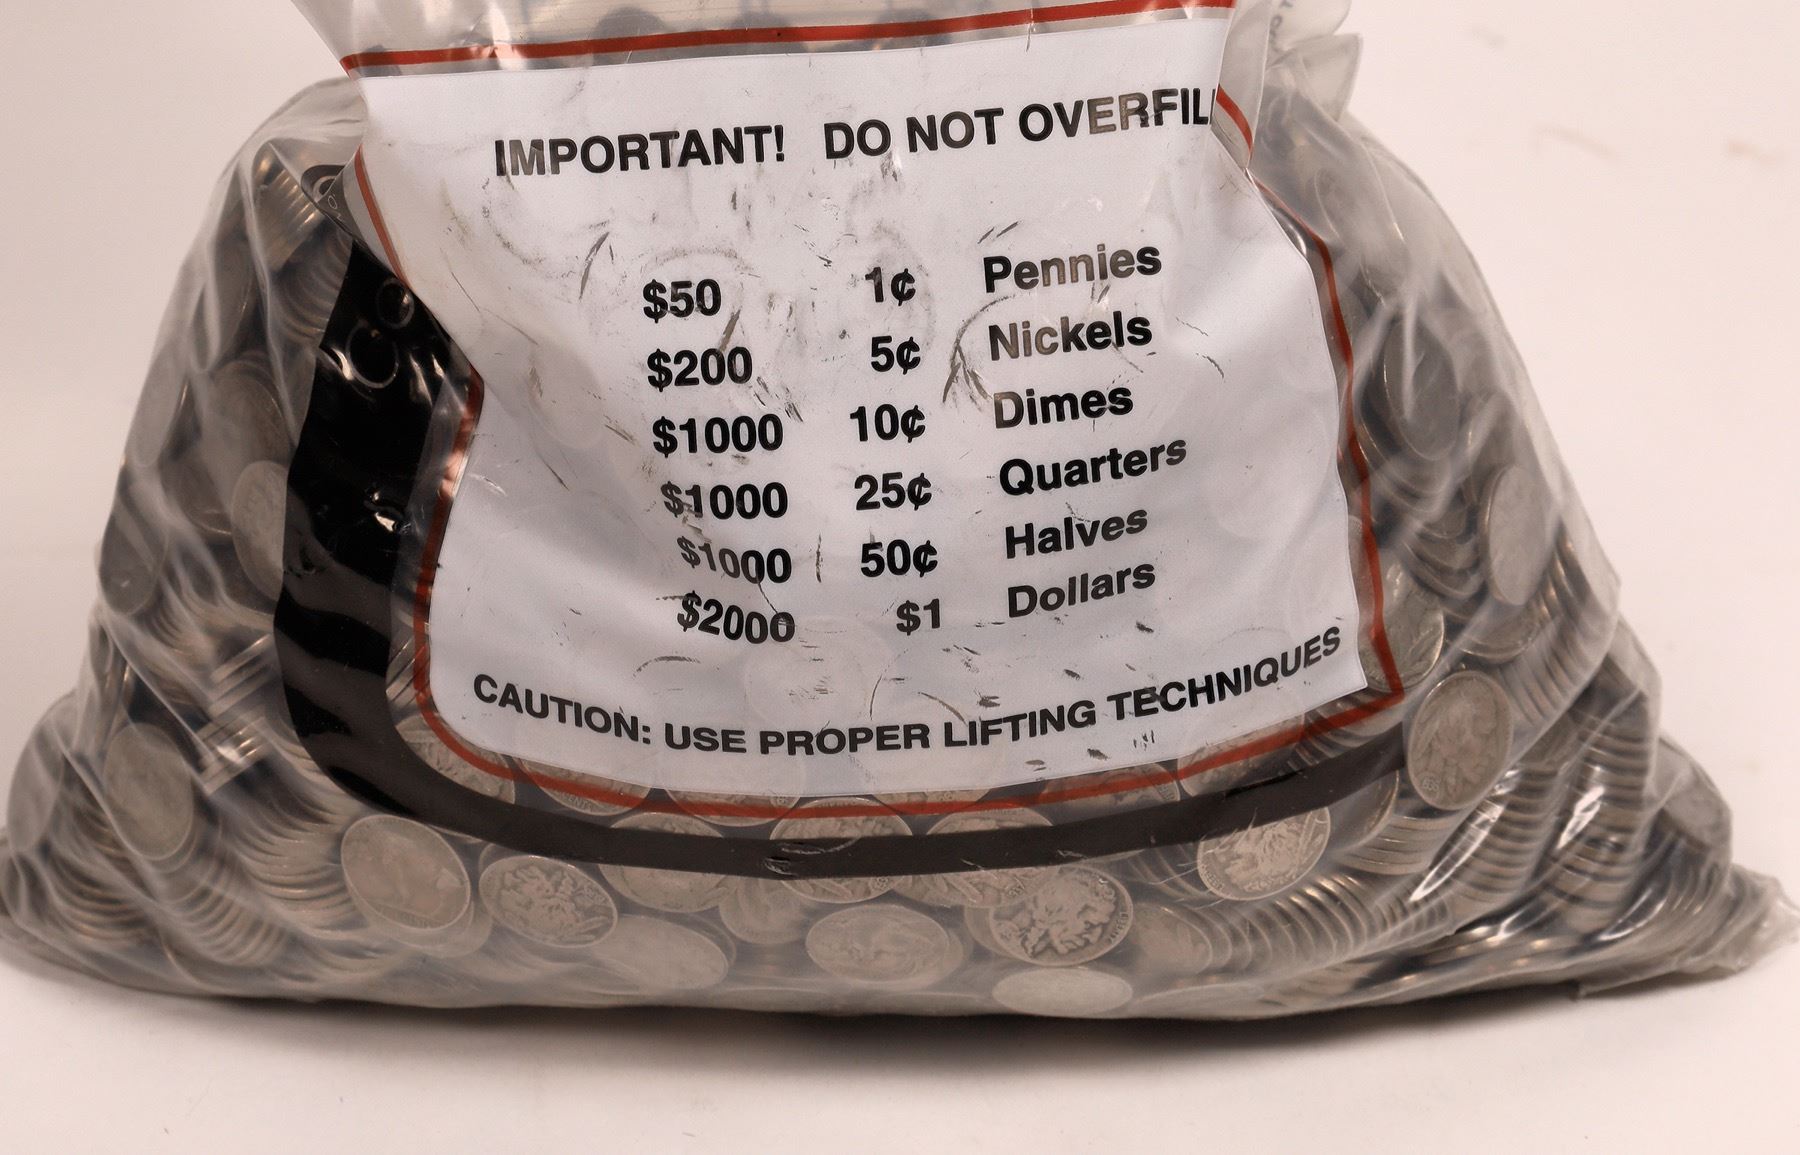 IMPORTANT! DO NOT OVERFIL
$50 1¢ Pennies
$200 5¢ Nickels
$1000 10¢ Dimes
$1000 25¢ Quarters
$1000 50¢ Halves
$2000 $1 Dollars
CAUTION: USE PROPER LIFTING TECHNIQUES